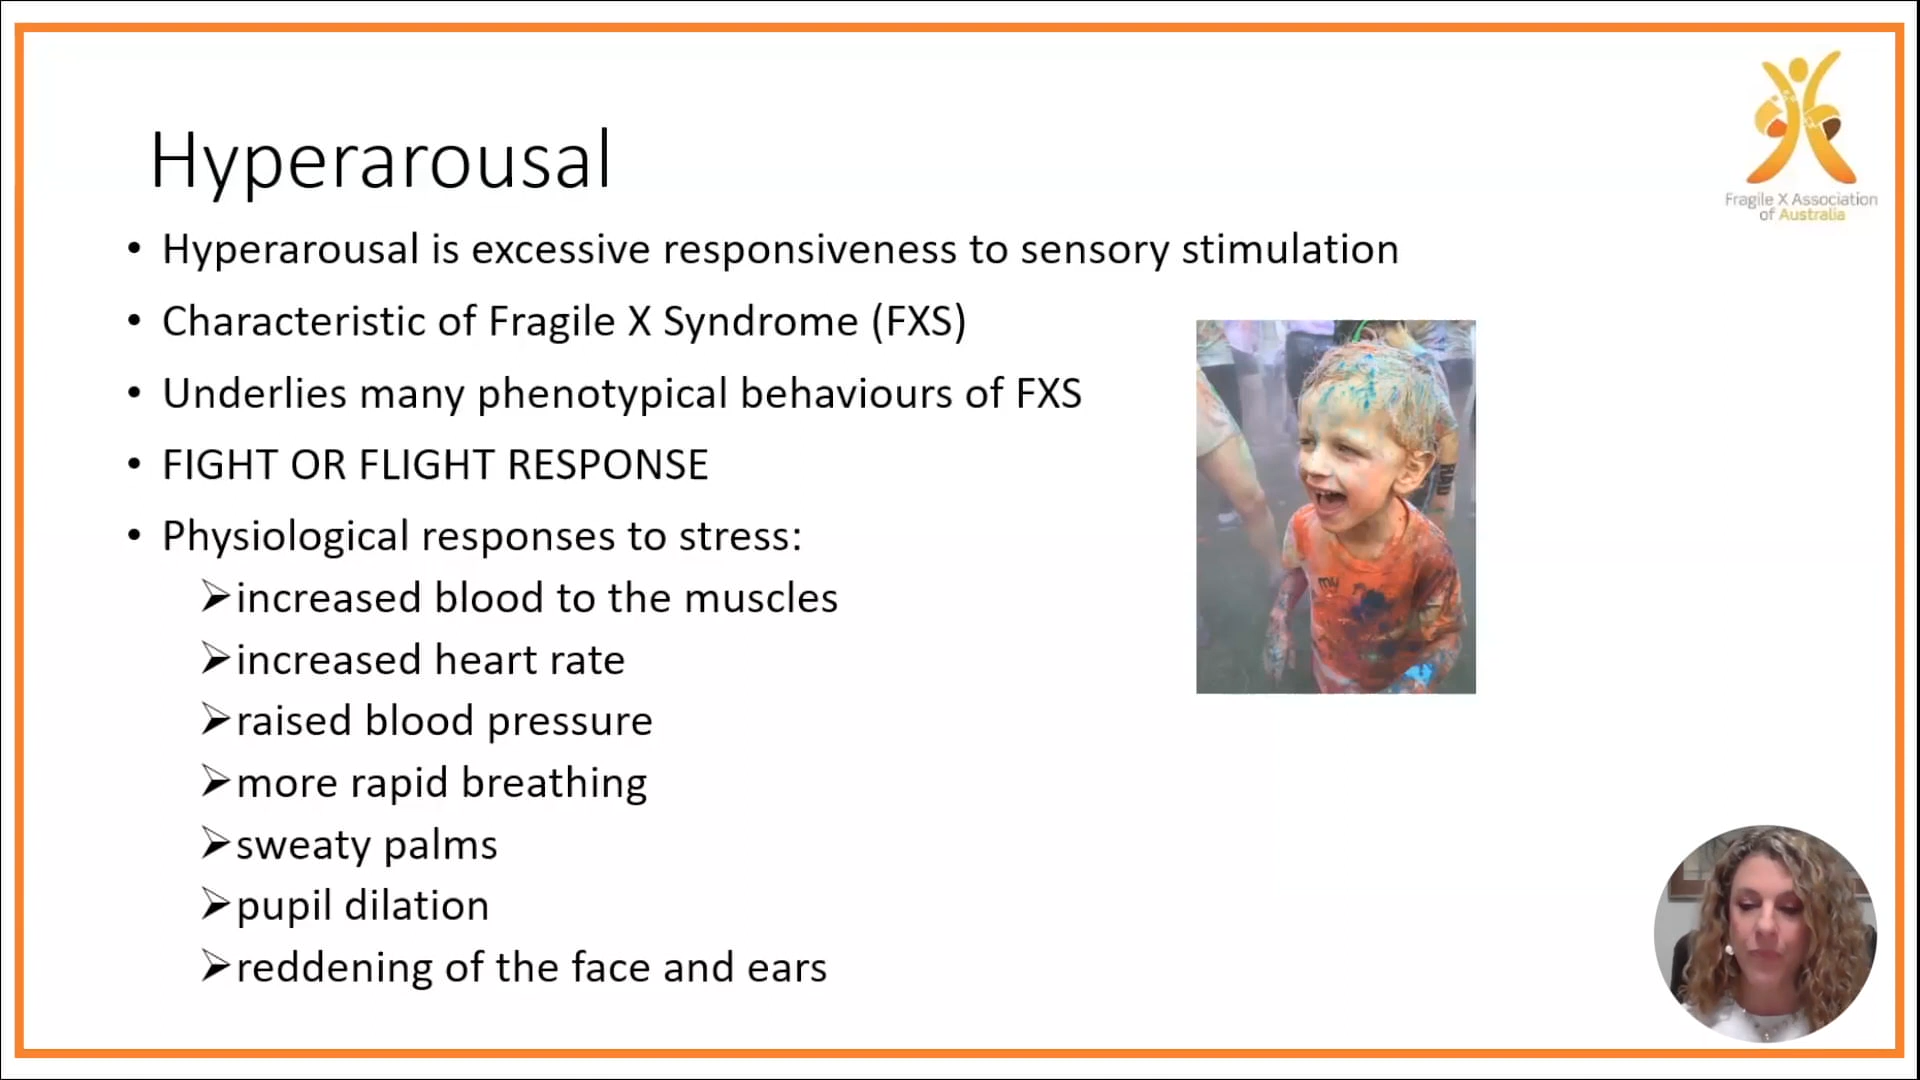 Hyperarousal
• Hyperarousal is excessive responsiveness to sensory stimulation
• Characteristic of Fragile X Syndrome (FXS)
• Underlies many phenotypical behaviours of FXS
• FIGHT OR FLIGHT RESPONSE
• Physiological responses to stress:
➢increased blood to the muscles
➢increased heart rate
➢raised blood pressure
➢more rapid breathing
➢sweaty palms
➢pupil dilation
➢reddening of the face and ears
Fragile X Association
of Australia
my